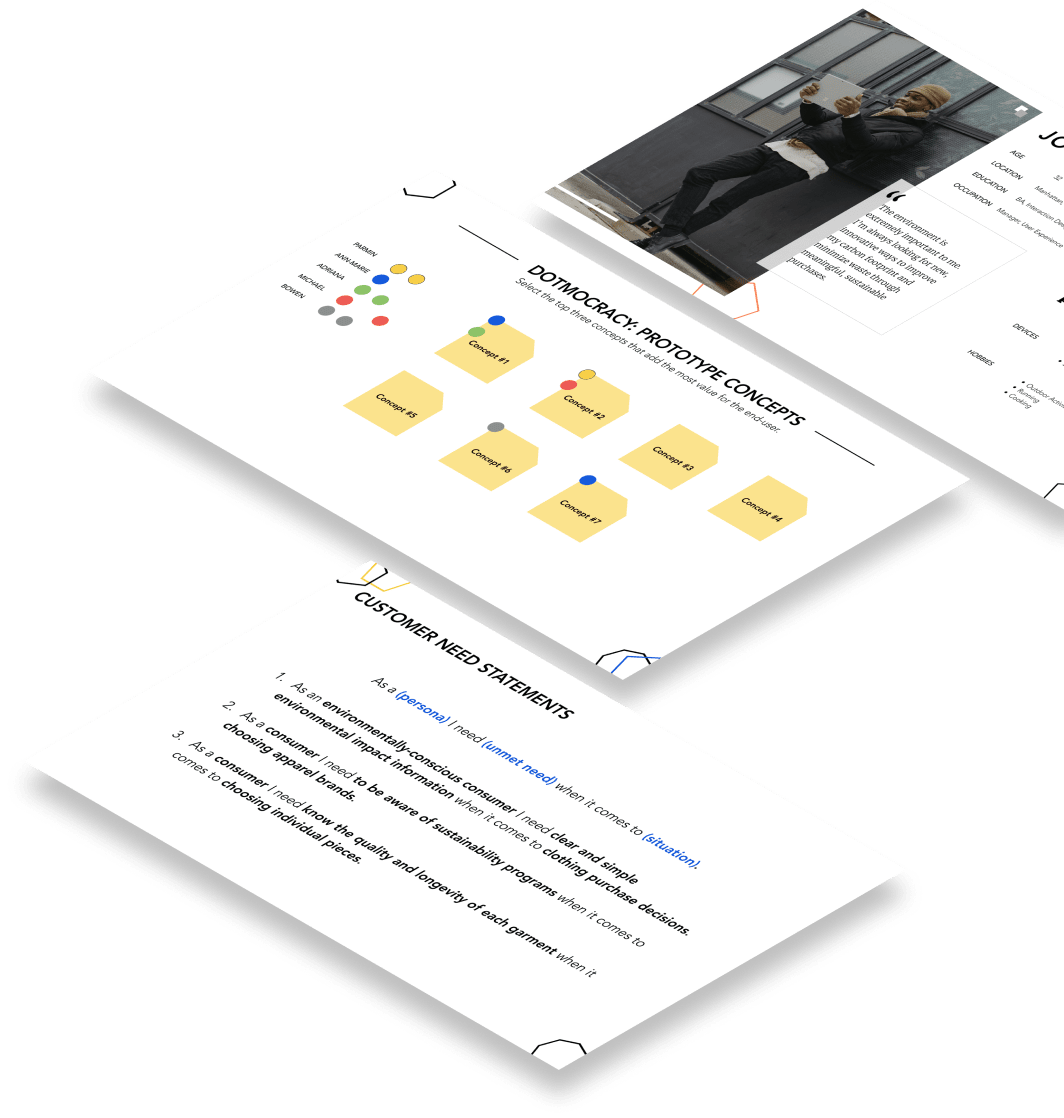 JO
AGE
32
LOCATION
Manhattan,
EDUCATION
BA, Interaction De
OCCUPATION
Manager, User Experience
“
The environment is
extremely important to me.
I'm always looking for new,
innovative ways to improve
my carbon footprint and
minimize waste through
meaningful, sustainable
purchases.
DEVICES
HOBBIES
• Outdoor Activi
• Running
• Cooking
DOTMOCRACY: PROTOTYPE CONCEPTS
Select the top three concepts that add the most value for the end-user.
PARMIN
ANN-MARIE
ADRIANA
MICHAEL
BOWEN
Concept #1
Concept #2
Concept #3
Concept #4
Concept #5
Concept #6
Concept #7
CUSTOMER NEED STATEMENTS
As a (persona) I need (unmet need) when it comes to (situation).
1. As an environmentally-conscious consumer I need clear and simple
environmental impact information when it comes to clothing purchase decisions.
2. As a consumer I need to be aware of sustainability programs when it comes to
choosing apparel brands.
3. As a consumer I need know the quality and longevity of each garment when it
comes to choosing individual pieces.